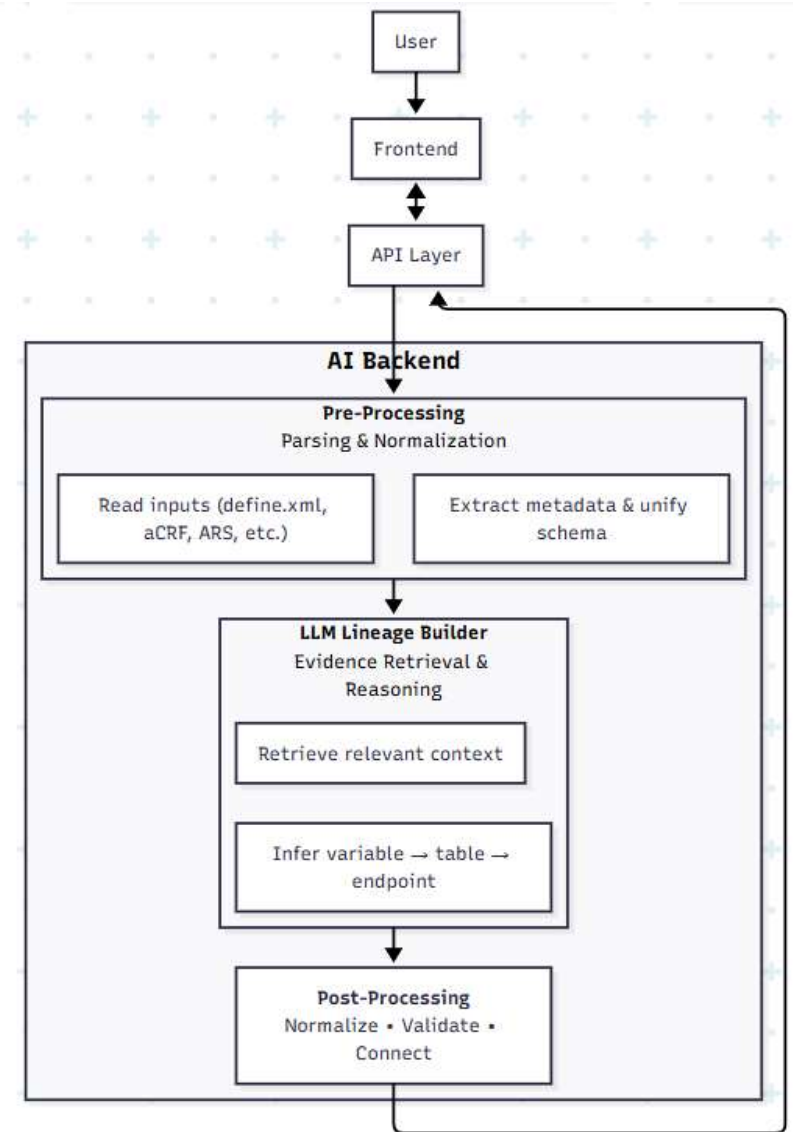 User
Frontend
API Layer
AI Backend
Pre-Processing
Parsing & Normalization
Read inputs (define.xml,
aCRF, ARS, etc.)
Extract metadata & unify
schema
LLM Lineage Builder
Evidence Retrieval &
Reasoning
Retrieve relevant context
Infer variable → table →
endpoint
Post-Processing
Normalize • Validate •
Connect